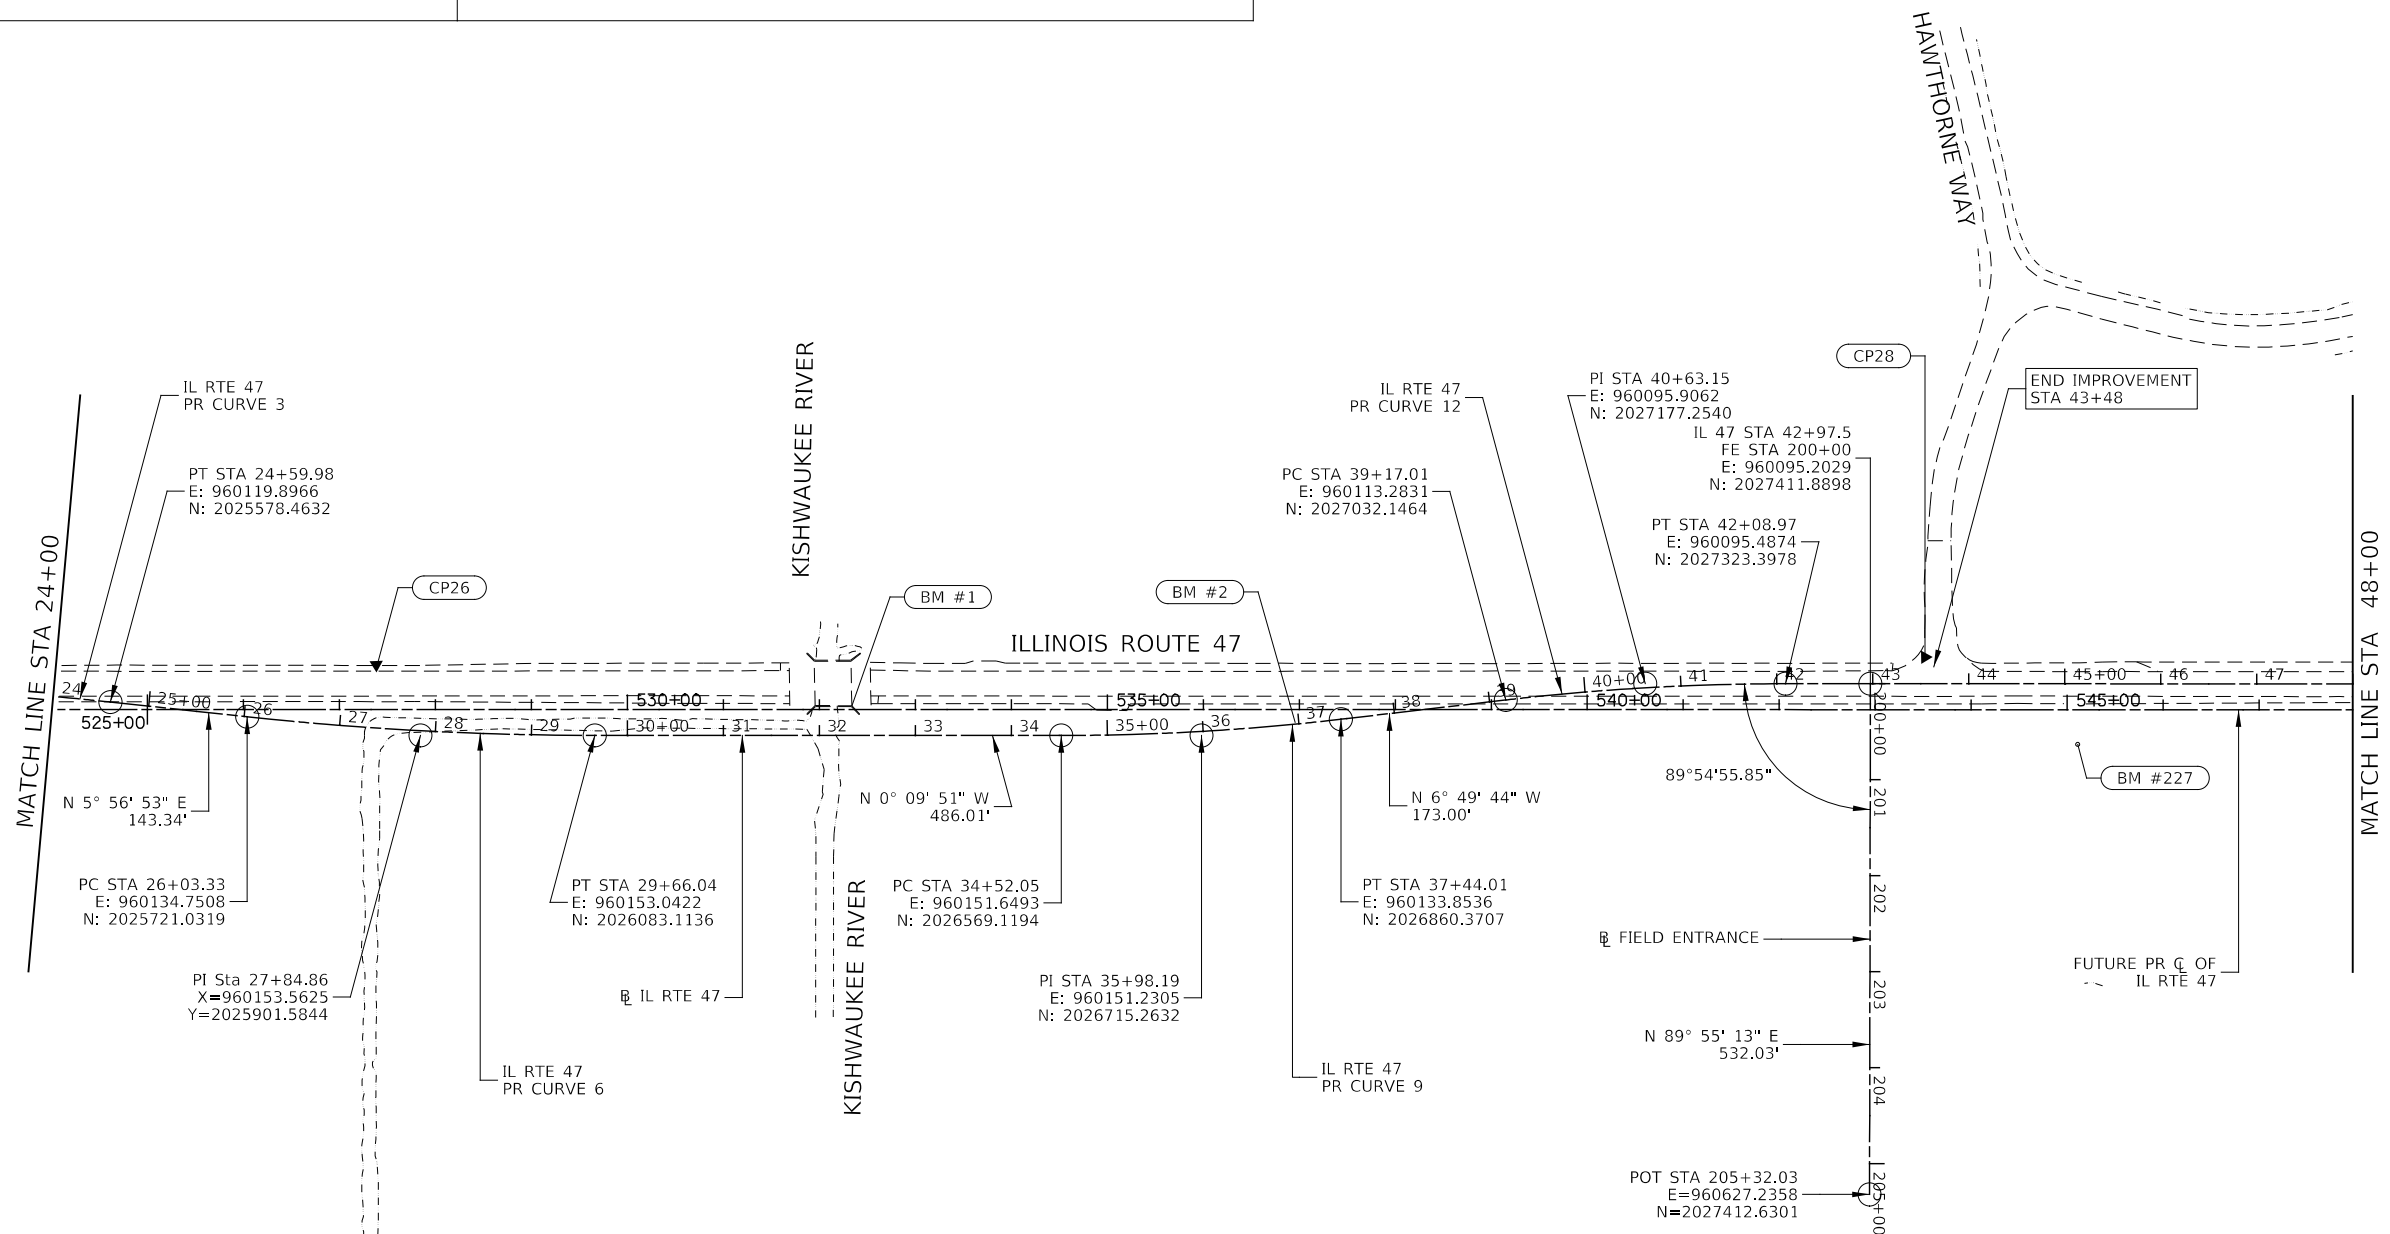 HAWTHORNE WAY
KISHWAUKEE RIVER
IL RTE 47
PR CURVE 3
PT STA 24+59.98
E: 960119.8966
N: 2025578.4632
MATCH LINE STA 24+00
CP26
BM #1
BM #2
ILLINOIS ROUTE 47
IL RTE 47
PR CURVE 12
PC STA 39+17.01
E: 960113.2831
N: 2027032.1464
PI STA 40+63.15
E: 960095.9062
N: 2027177.2540
IL 47 STA 42+97.5
FE STA 200+00
E: 960095.2029
N: 2027411.8898
PT STA 42+08.97
E: 960095.4874
N: 2027323.3978
CP28
END IMPROVEMENT
STA 43+48
MATCH LINE STA 48+00
24
25+00
26
27
28
29
30+00
31
32
33
34
35+00
36
37
38
39
40+00
41
42
43
44
45+00
46
47
525+00
530+00
535+00
540+00
545+00
N 5° 56' 53" E
143.34'
PC STA 26+03.33
E: 960134.7508
N: 2025721.0319
PI Sta 27+84.86
X=960153.5625
Y=2025901.5844
IL RTE 47
PR CURVE 6
PT STA 29+66.04
E: 960153.0422
N: 2026083.1136
℄ IL RTE 47
KISHWAUKEE RIVER
N 0° 09' 51" W
486.01'
PC STA 34+52.05
E: 960151.6493
N: 2026569.1194
PI STA 35+98.19
E: 960151.2305
N: 2026715.2632
IL RTE 47
PR CURVE 9
PT STA 37+44.01
E: 960133.8536
N: 2026860.3707
N 6° 49' 44" W
173.00'
89°54'55.85"
200+00
201
202
203
204
205+00
℄ FIELD ENTRANCE
N 89° 55' 13" E
532.03'
POT STA 205+32.03
E=960627.2358
N=2027412.6301
BM #227
FUTURE PR ℄ OF
IL RTE 47